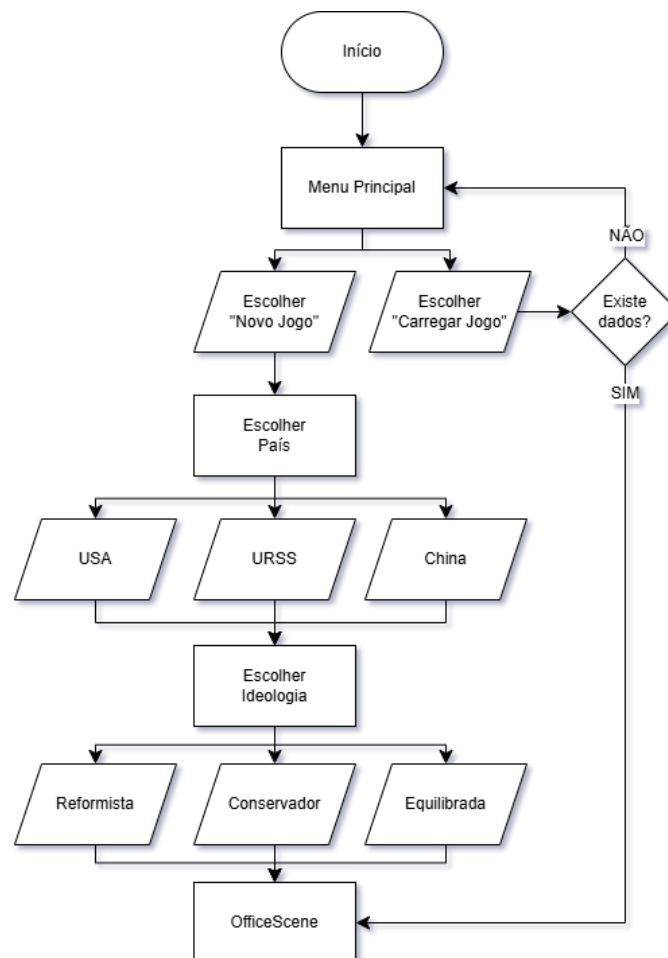 Início
Menu Principal
NÃO
Escolher
"Novo Jogo"
Escolher
"Carregar Jogo"
Existe
dados?
SIM
Escolher
País
USA
URSS
China
Escolher
Ideologia
Reformista
Conservador
Equilibrada
OfficeScene